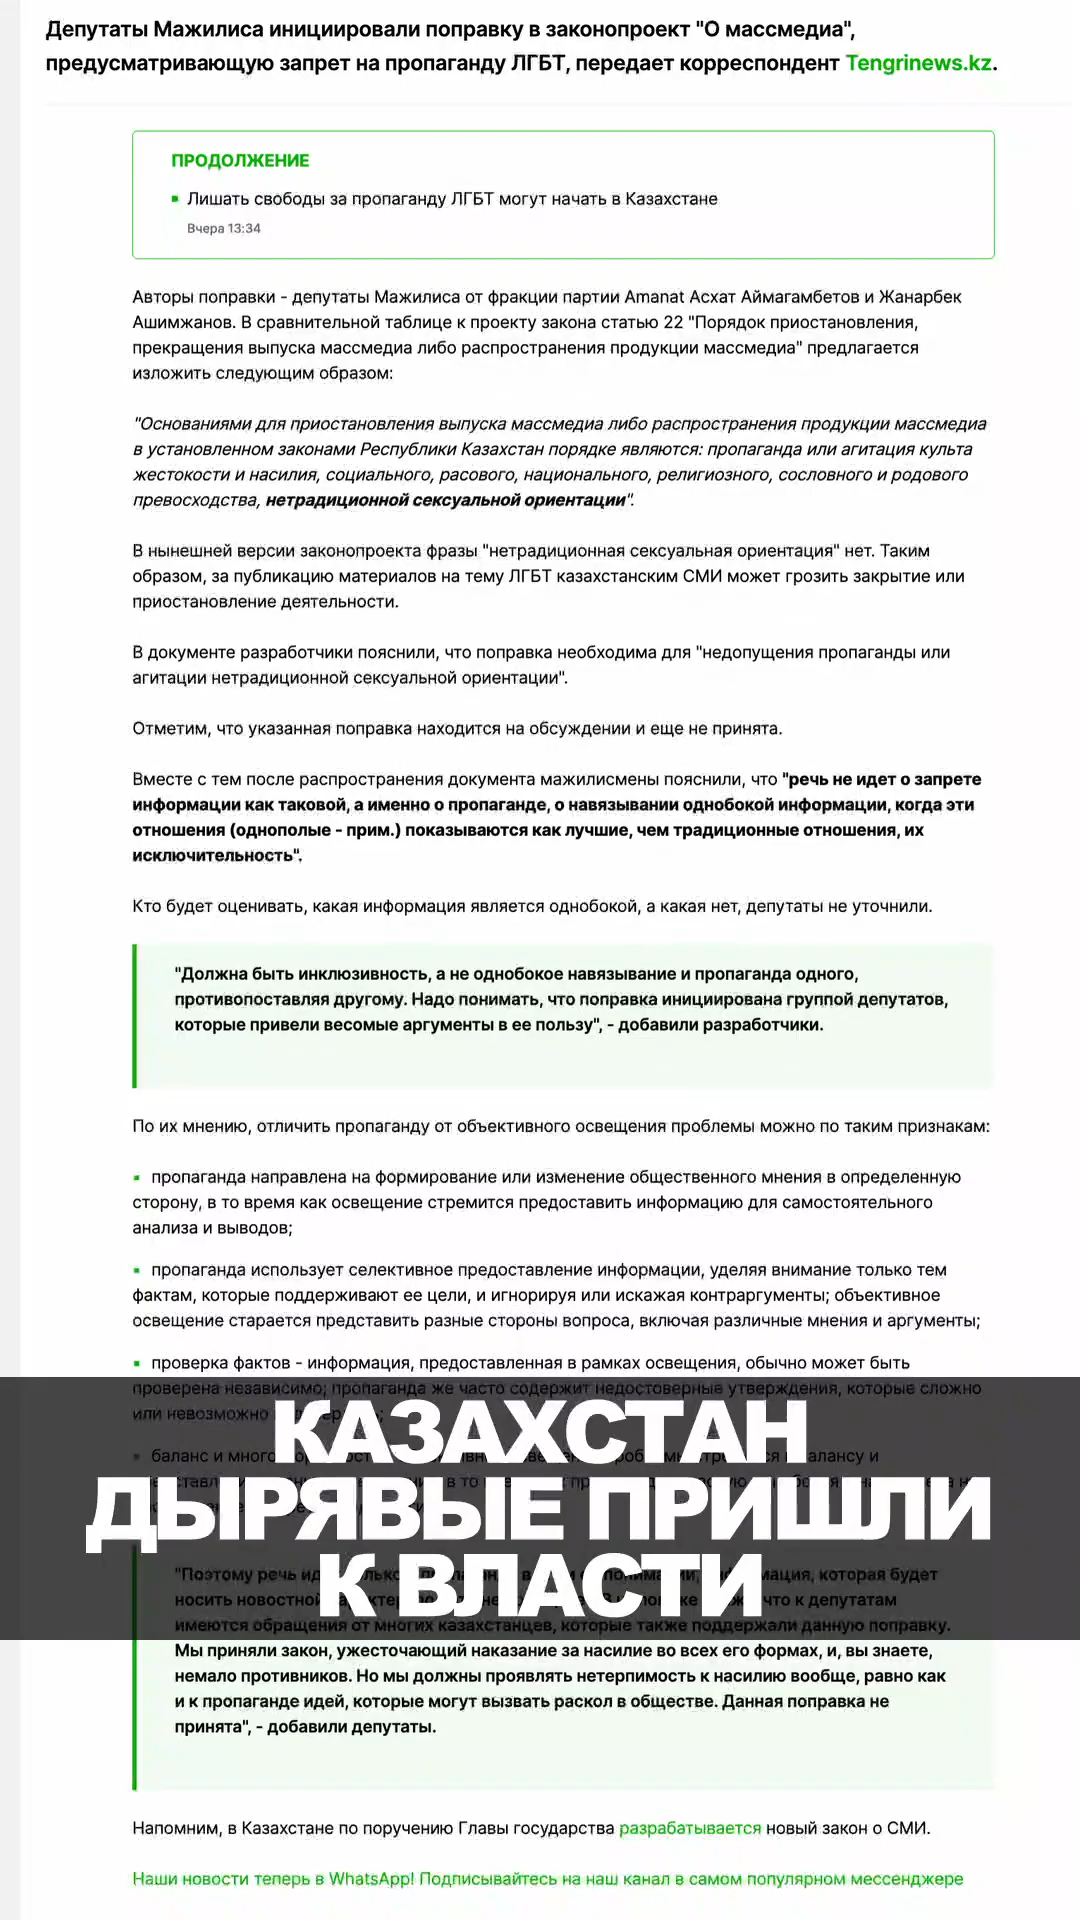 Депутаты Мажилиса инициировали поправку в законопроект "О массмедиа",
предусматривающую запрет на пропаганду ЛГБТ, передает корреспондент Tengrinews.kz.
ПРОДОЛЖЕНИЕ
Лишать свободы за пропаганду ЛГБТ могут начать в Казахстане
Вчера 13:34
Авторы поправки - депутаты Мажилиса от фракции партии Amanat Асхат Аймагамбетов и Жанарбек
Ашимжанов. В сравнительной таблице к проекту закона статью 22 "Порядок приостановления,
прекращения выпуска массмедиа либо распространения продукции массмедиа" предлагается
изложить следующим образом:
"Основаниями для приостановления выпуска массмедиа либо распространения продукции массмедиа
в установленном законами Республики Казахстан порядке являются: пропаганда или агитация культа
жестокости и насилия, социального, расового, национального, религиозного, сословного и родового
превосходства, нетрадиционной сексуальной ориентации".
В нынешней версии законопроекта фразы "нетрадиционная сексуальная ориентация" нет. Таким
образом, за публикацию материалов на тему ЛГБТ казахстанским СМИ может грозить закрытие или
приостановление деятельности.
В документе разработчики пояснили, что поправка необходима для "недопущения пропаганды или
агитации нетрадиционной сексуальной ориентации".
Отметим, что указанная поправка находится на обсуждении и еще не принята.
Вместе с тем после распространения документа мажилисмены пояснили, что "речь не идет о запрете
информации как таковой, а именно о пропаганде, о навязывании однобокой информации, когда эти
отношения (однополые - прим.) показываются как лучшие, чем традиционные отношения, их
исключительность".
Кто будет оценивать, какая информация является однобокой, а какая нет, депутаты не уточнили.
"Должна быть инклюзивность, а не однобокое навязывание и пропаганда одного,
противопоставляя другому. Надо понимать, что поправка инициирована группой депутатов,
которые привели весомые аргументы в ее пользу", - добавили разработчики.
По их мнению, отличить пропаганду от объективного освещения проблемы можно по таким признакам:
пропаганда направлена на формирование или изменение общественного мнения в определенную
сторону, в то время как освещение стремится предоставить информацию для самостоятельного
анализа и выводов;
пропаганда использует селективное предоставление информации, уделяя внимание только тем
фактам, которые поддерживают ее цели, и игнорируя или искажая контраргументы; объективное
освещение старается представить разные стороны вопроса, включая различные мнения и аргументы;
проверка фактов - информация, предоставленная в рамках освещения, обычно может быть
проверена независимо; пропаганда же часто содержит недостоверные утверждения, которые сложно
или невозможно
КАЗАХСТАН
баланс и
ДЫРЯВЫЕ ПРИШЛИ
К ВЛАСТИ
"Поэтому речь которая будет
носить новостной что к депутатам
имеются обращения от многих казахстанцев, которые также поддержали данную поправку.
Мы приняли закон, ужесточающий наказание за насилие во всех его формах, и, вы знаете,
немало противников. Но мы должны проявлять нетерпимость к насилию вообще, равно как
и к пропаганде идей, которые могут вызвать раскол в обществе. Данная поправка не
принята", - добавили депутаты.
Напомним, в Казахстане по поручению Главы государства разрабатывается новый закон о СМИ.
Наши новости теперь в WhatsApp! Подписывайтесь на наш канал в самом популярном мессенджере